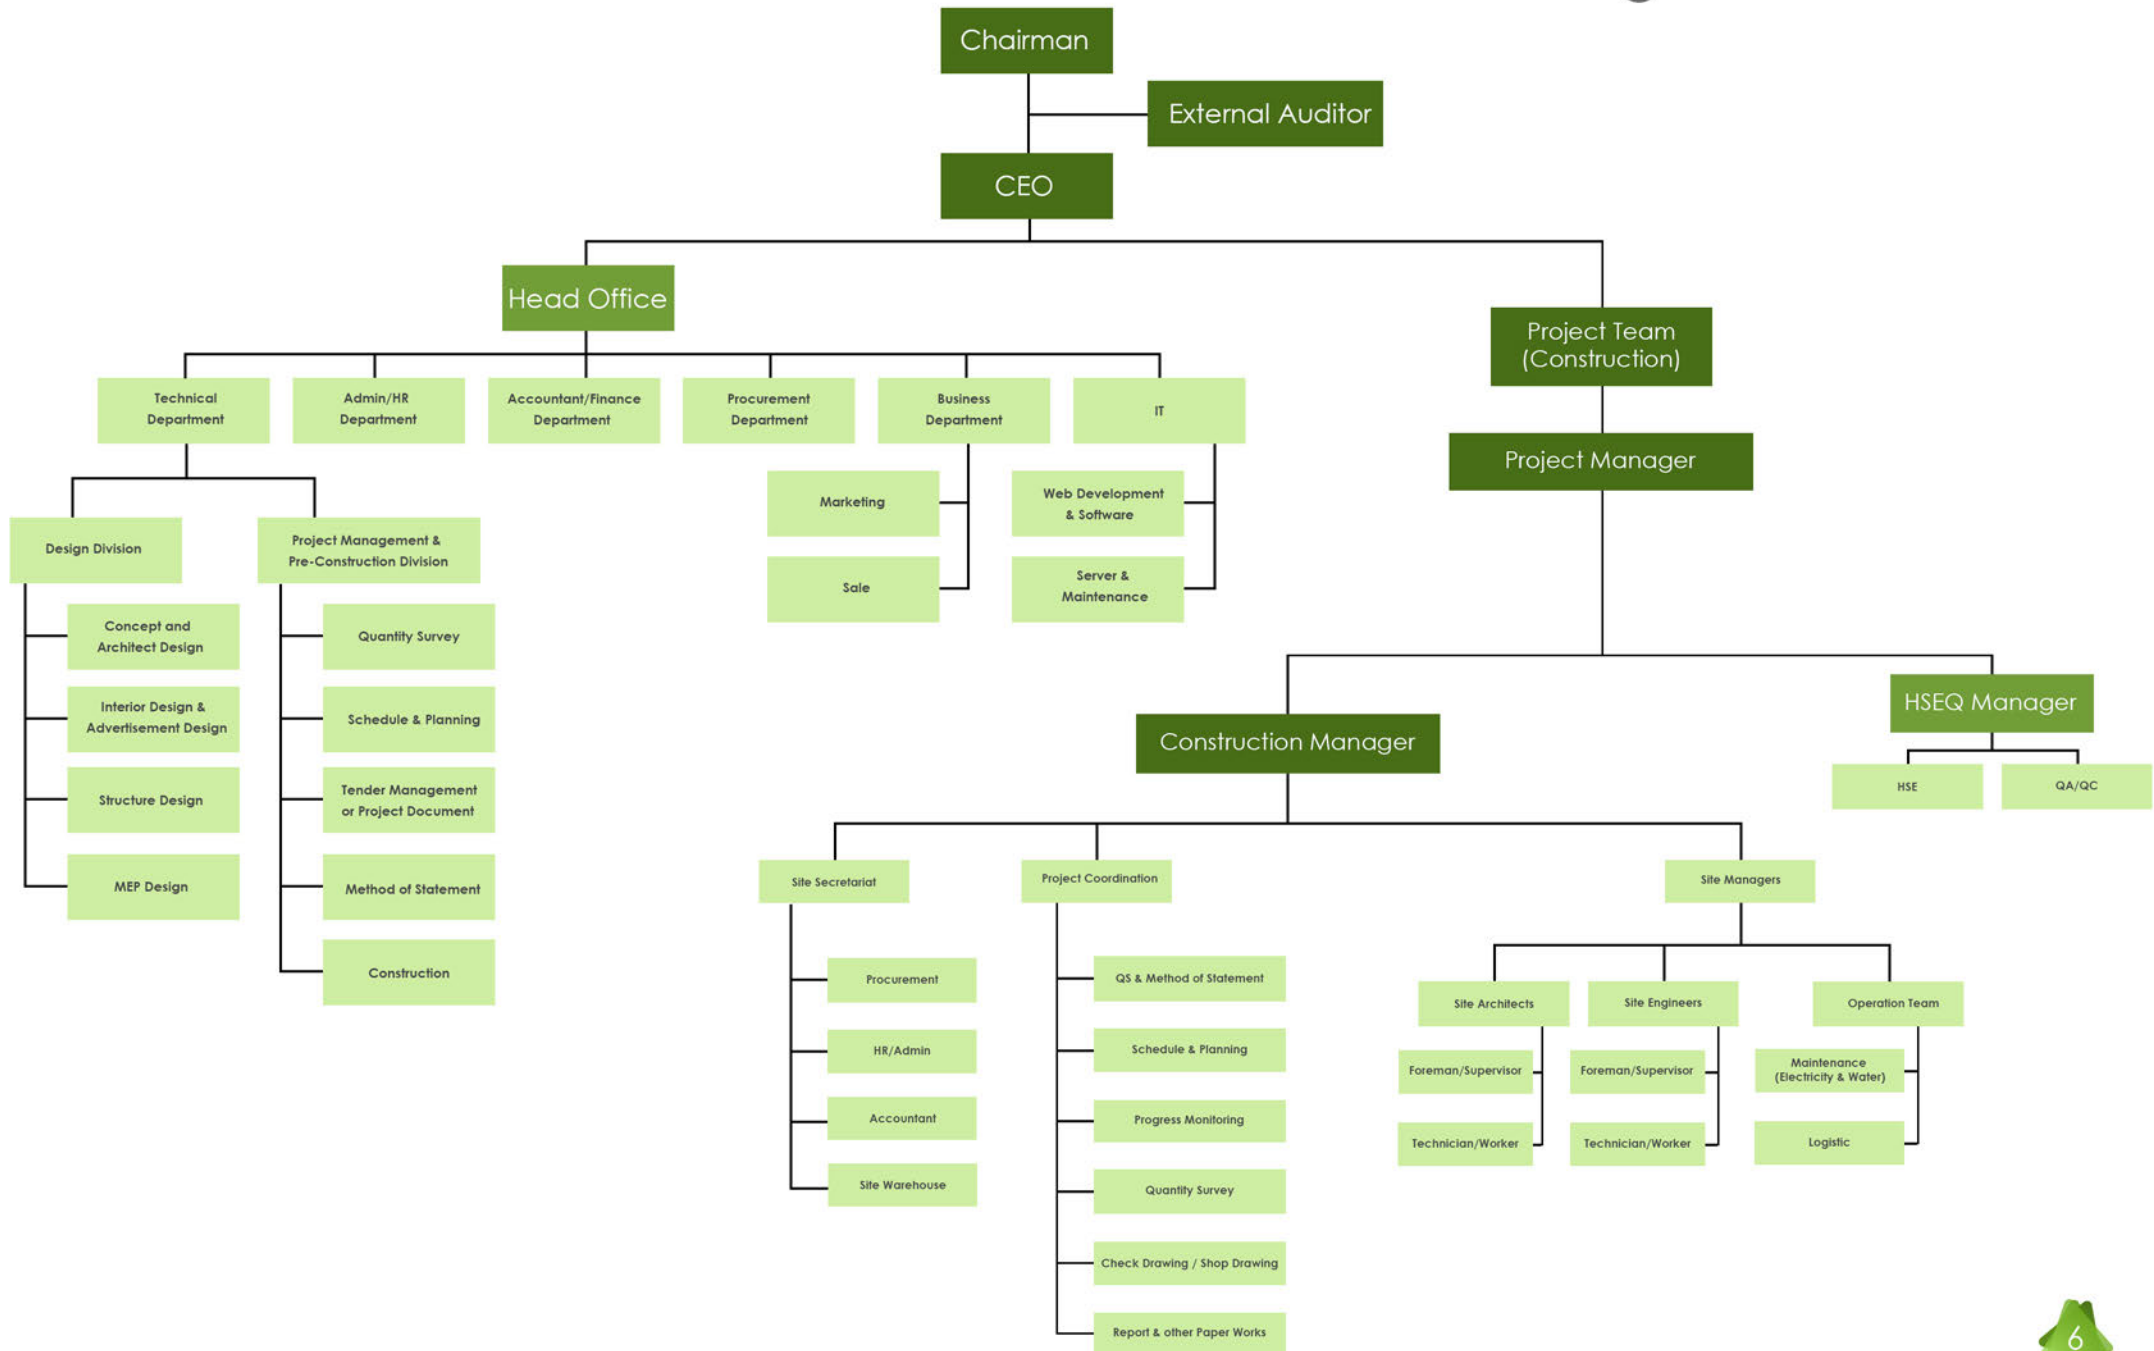 Chairman
External Auditor
CEO
Head Office
Project Team
(Construction)
Technical
Department
Admin/HR
Department
Accountant/Finance
Department
Procurement
Department
Business
Department
IT
Project Manager
Marketing
Sale
Web Development
& Software
Server &
Maintenance
Design Division
Project Management &
Pre-Construction Division
Concept and
Architect Design
Interior Design &
Advertisement Design
Structure Design
MEP Design
Quantity Survey
Schedule & Planning
Tender Management
or Project Document
Method of Statement
Construction
Construction Manager
HSEQ Manager
HSE
QA/QC
Site Secretariat
Project Coordination
Site Managers
Procurement
HR/Admin
Accountant
Site Warehouse
QS & Method of Statement
Schedule & Planning
Progress Monitoring
Quantity Survey
Check Drawing / Shop Drawing
Report & other Paper Works
Site Architects
Site Engineers
Operation Team
Foreman/Supervisor
Technician/Worker
Foreman/Supervisor
Technician/Worker
Maintenance
(Electricity & Water)
Logistic
6